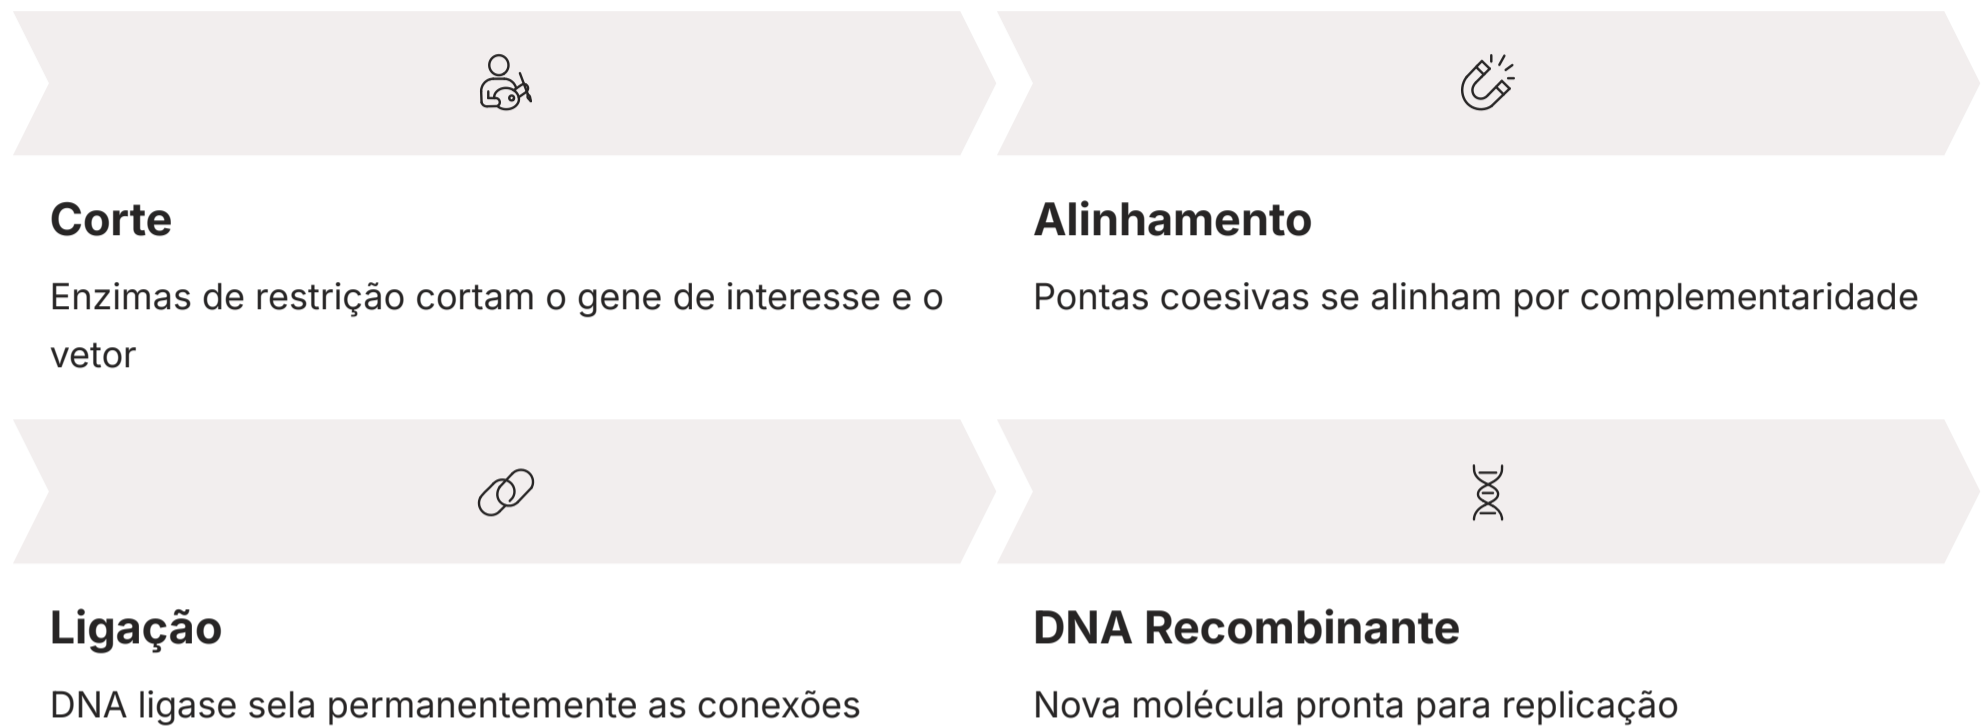 Corte
Enzimas de restrição cortam o gene de interesse e o
vetor
Alinhamento
Pontas coesivas se alinham por complementaridade
Ligação
DNA ligase sela permanentemente as conexões
DNA Recombinante
Nova molécula pronta para replicação